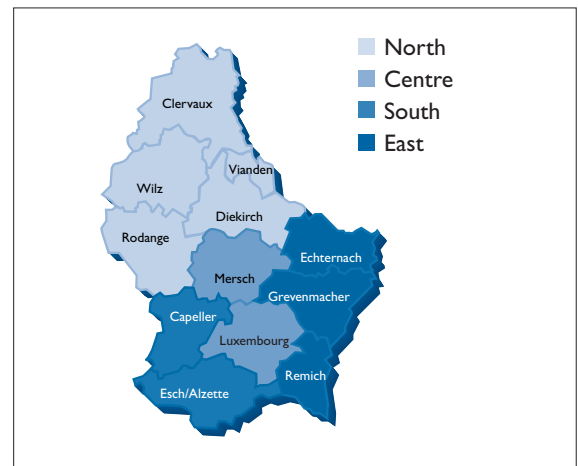 North
Centre
South
East
Clervaux
Vianden
Wilz
Diekirch
Rodange
Echternach
Mersch
Grevenmacher
Capeller
Luxembourg
Remich
Esch/Alzette